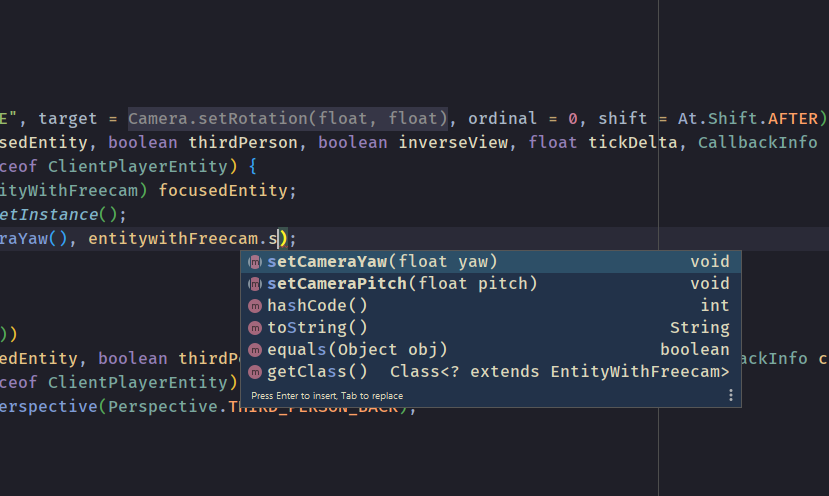 E", target = Camera.setRotation(float, float), ordinal = 0, shift = At.Shift.AFTER)
sedEntity, boolean thirdPerson, boolean inverseView, float tickDelta, CallbackInfo
ceof ClientPlayerEntity) {
ityWithFreecam) focusedEntity;
etInstance();
raYaw(), entitywithFreecam.s);
m setCameraYaw(float yaw) void
m setCameraPitch(float pitch) void
m hashCode() int
m toString() String
m equals(Object obj) boolean
m getClass() Class<? extends EntityWithFreecam>
Press Enter to insert, Tab to replace
))
edEntity, boolean thirdP ackInfo c
ceof ClientPlayerEntity)
erspective(Perspective.THIRD_PERSON_BACK);